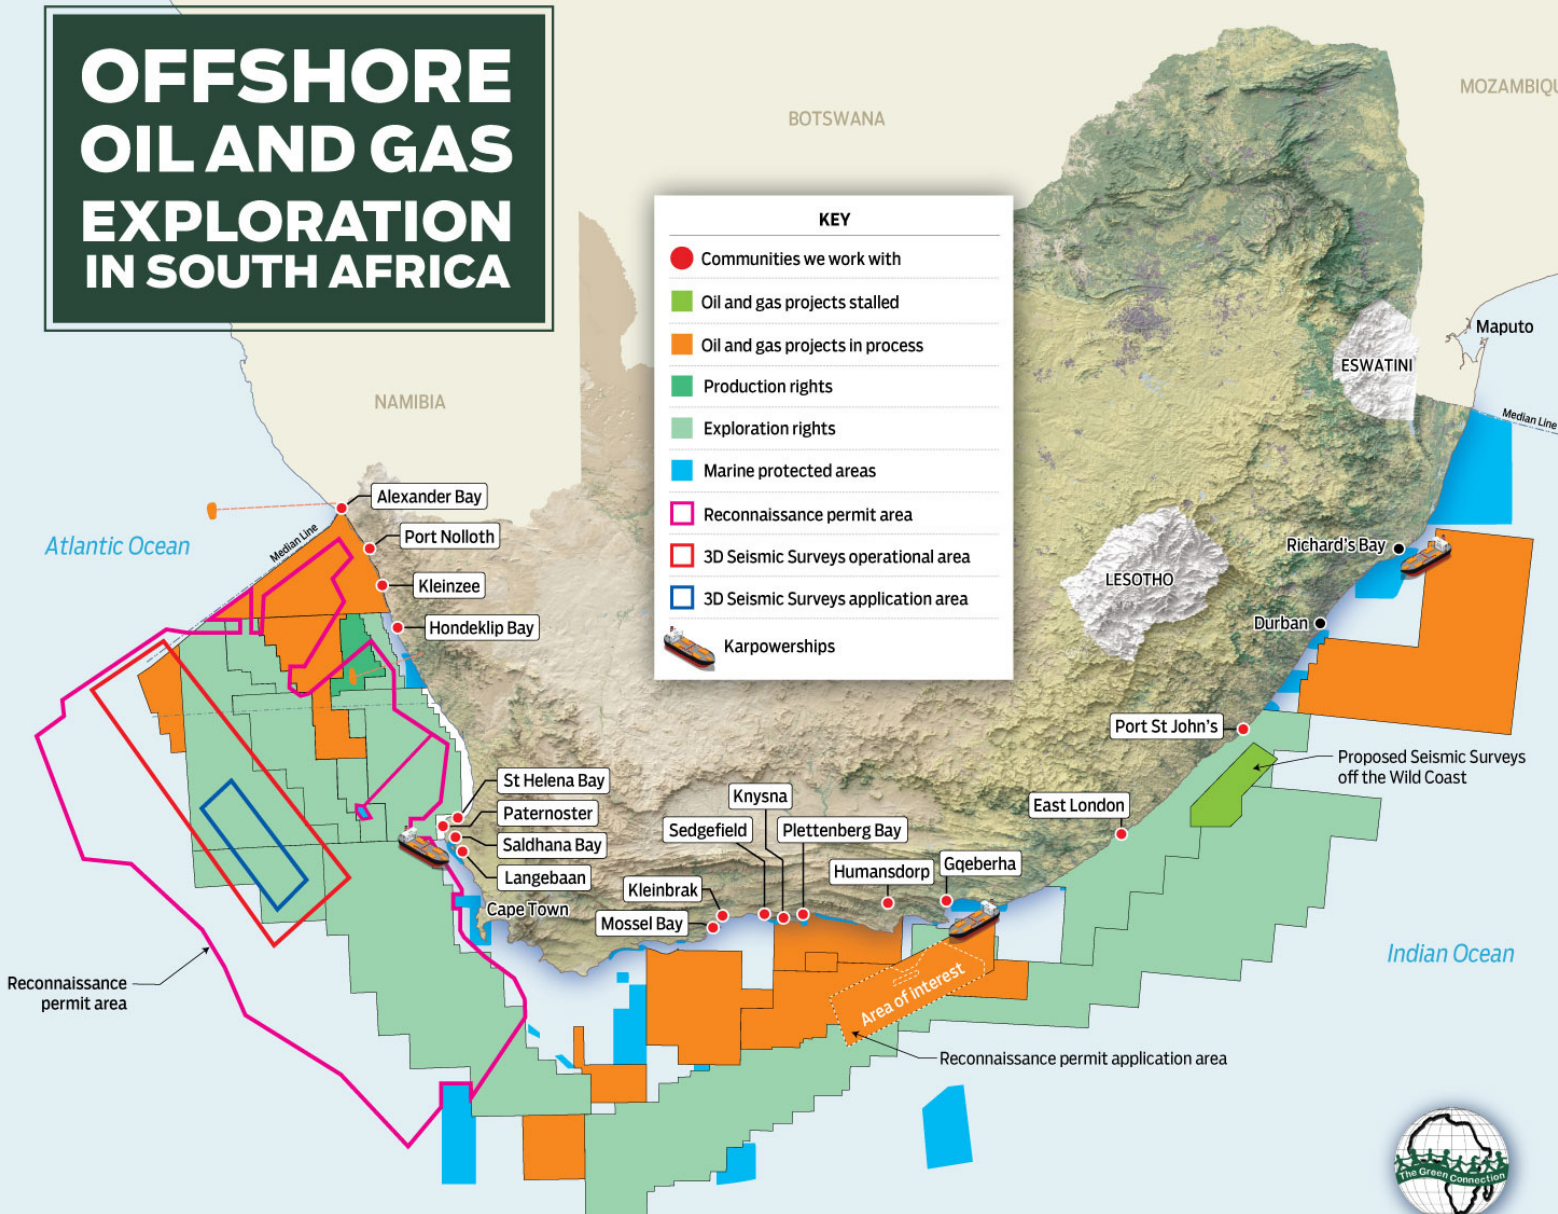 OFFSHORE
OIL AND GAS
EXPLORATION
IN SOUTH AFRICA
BOTSWANA
MOZAMBIQU
NAMIBIA
KEY
Communities we work with
Oil and gas projects stalled
Oil and gas projects in process
Production rights
Exploration rights
Marine protected areas
Reconnaissance permit area
3D Seismic Surveys operational area
3D Seismic Surveys application area
Karpowerships
Maputo
ESWATINI
Median Line
Alexander Bay
Port Nolloth
Median Line
Atlantic Ocean
Kleinzee
Hondeklip Bay
Richard's Bay
LESOTHO
Durban
Port St John's
Proposed Seismic Surveys
off the Wild Coast
St Helena Bay
Paternoster
Saldhana Bay
Langebaan
Cape Town
Knysna
Sedgefield
Plettenberg Bay
East London
Humansdorp
Gqeberha
Kleinbrak
Mossel Bay
Indian Ocean
Reconnaissance
permit area
Area of interest
Reconnaissance permit application area
The Green Connection